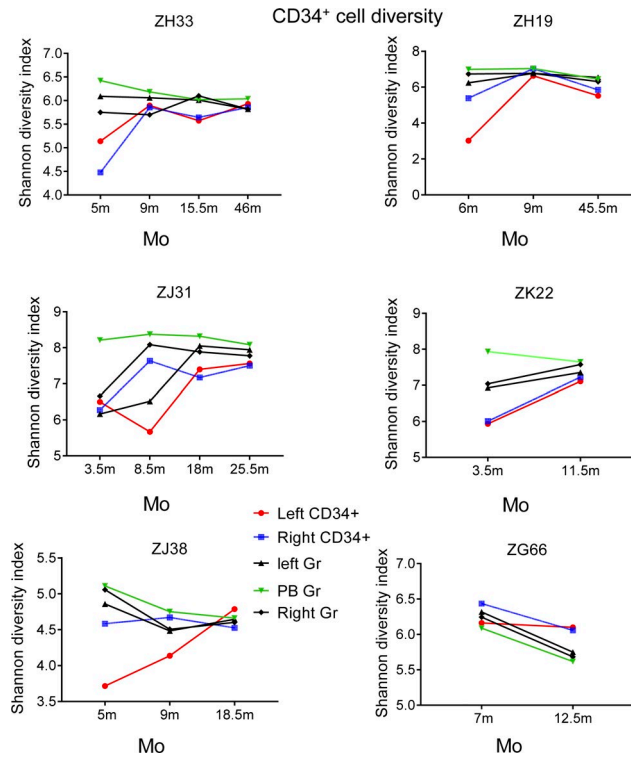 CD34⁺ cell diversity
ZH33
Shannon diversity index
7.0
6.5
6.0
5.5
5.0
4.5
4.0
5m 9m 15.5m 46m
Mo
ZH19
Shannon diversity index
8
6
4
2
0
6m 9m 45.5m
Mo
ZJ31
Shannon diversity index
9
8
7
6
5
3.5m 8.5m 18m 25.5m
Mo
ZK22
Shannon diversity index
9
8
7
6
5
3.5m 11.5m
Mo
Left CD34+
Right CD34+
left Gr
PB Gr
Right Gr
ZJ38
Shannon diversity index
5.5
5.0
4.5
4.0
3.5
5m 9m 18.5m
Mo
ZG66
Shannon diversity index
7.0
6.5
6.0
5.5
5.0
7m 12.5m
Mo